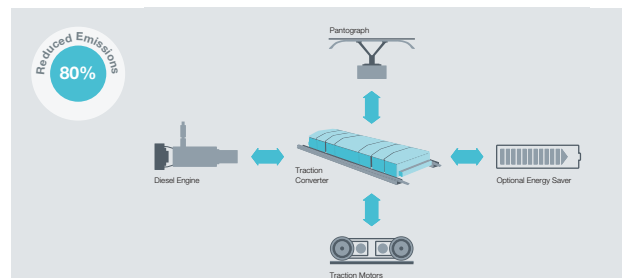 Pantograph
Reduced Emissions
80%
Diesel Engine
Traction
Converter
Optional Energy Saver
Traction Motors